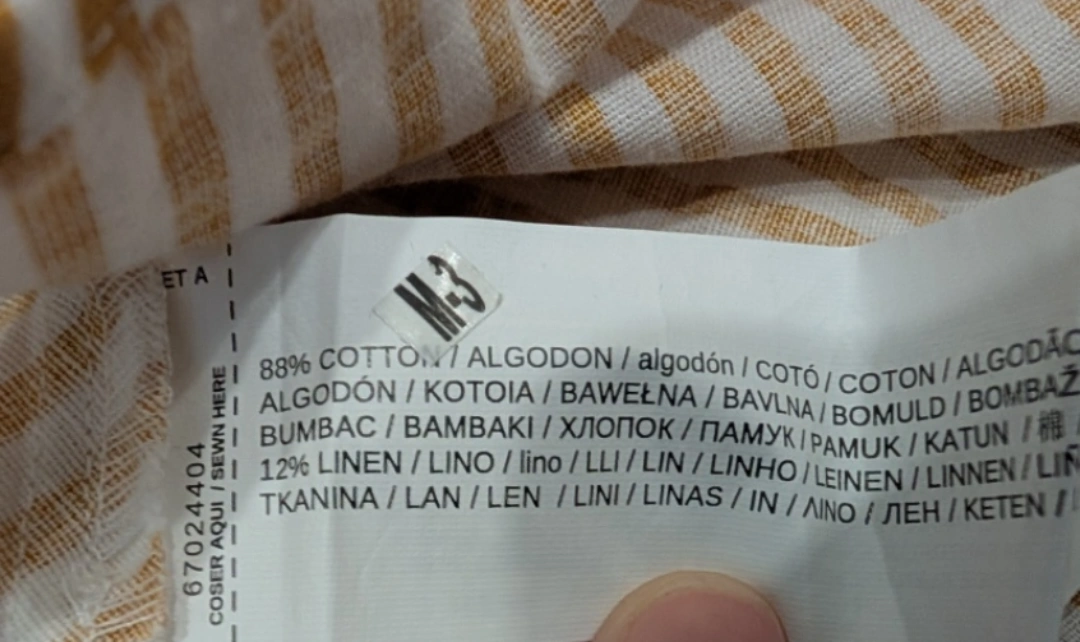 ET A
M-3
88% COTTON / ALGODON / algodón / COTÓ / COTON / ALGODÃO
ALGODÓN / KOTOIA / BAWEŁNA / BAVLNA / BOMULD / BOMBAŽ
BUMBAC / BAMBAKI / ХЛОПОК / ПАМУК / PAMUK / KATUN /
12% LINEN / LINO / lino / LLI / LIN / LINHO / LEINEN / LINNEN /
TKANINA / LAN / LEN / LINI / LINAS / IN / ΛINO / ЛЕН / KETEN /
67024404
COSER AQUI / SEWN HERE